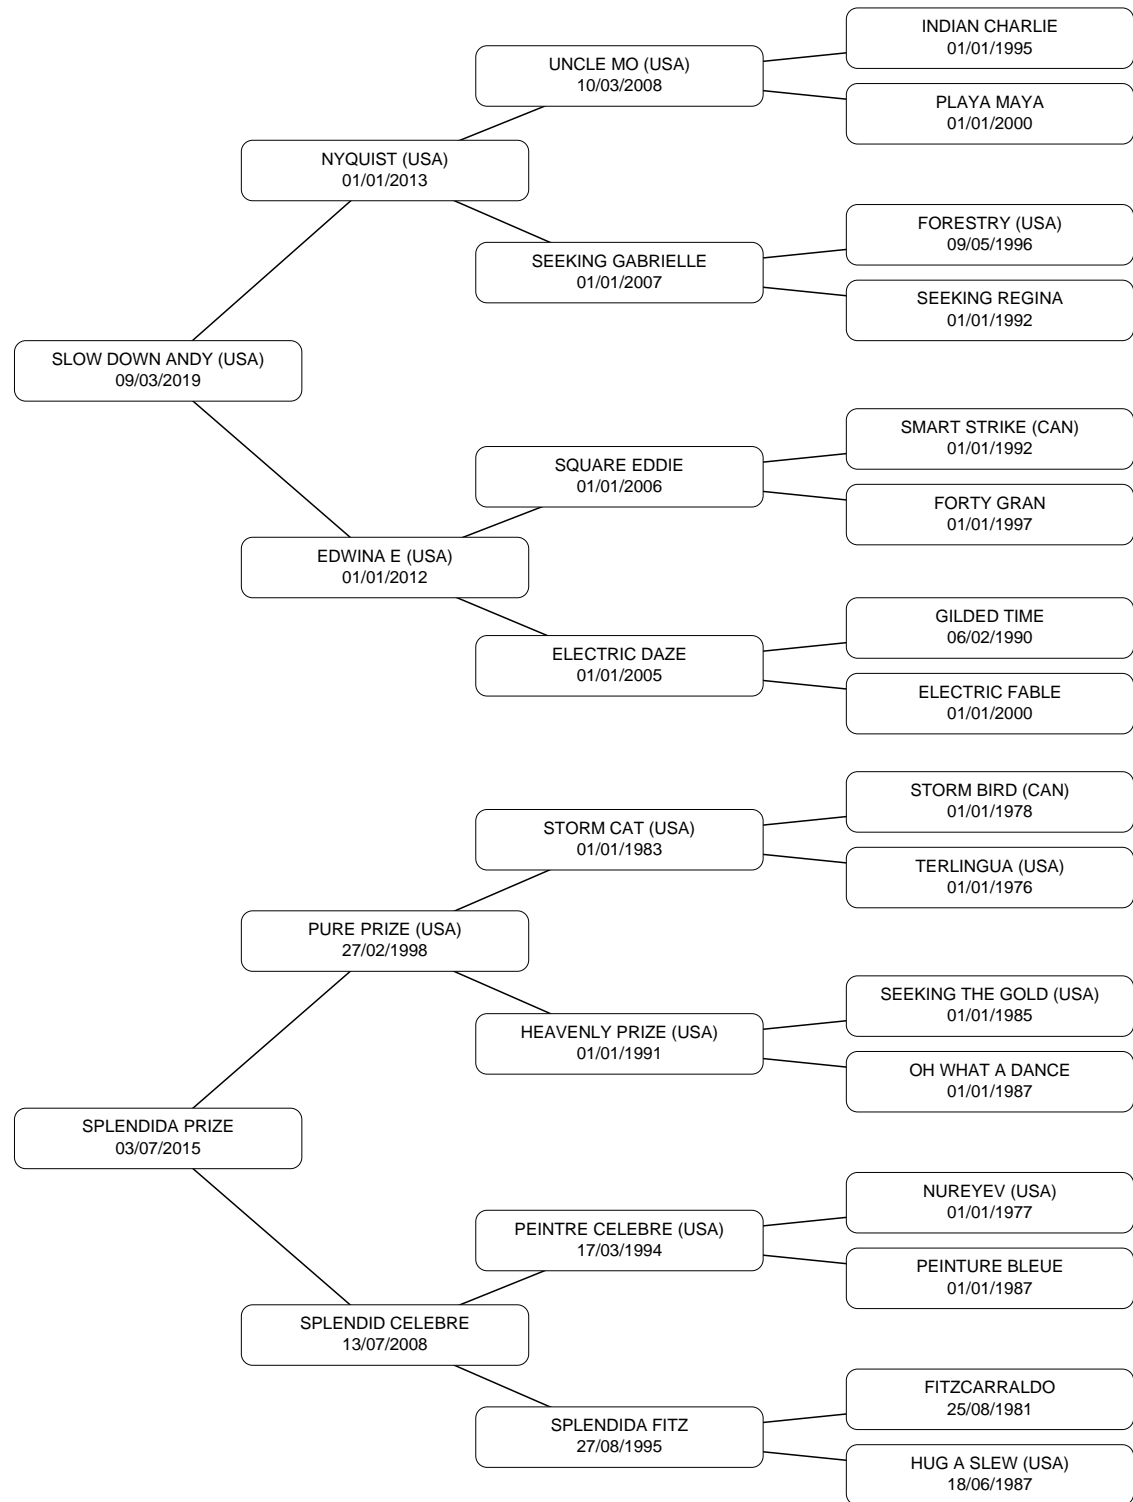 INDIAN CHARLIE
01/01/1995
UNCLE MO (USA)
10/03/2008
PLAYA MAYA
01/01/2000
NYQUIST (USA)
01/01/2013
FORESTRY (USA)
09/05/1996
SEEKING GABRIELLE
01/01/2007
SEEKING REGINA
01/01/1992
SLOW DOWN ANDY (USA)
09/03/2019
SMART STRIKE (CAN)
01/01/1992
SQUARE EDDIE
01/01/2006
FORTY GRAN
01/01/1997
EDWINA E (USA)
01/01/2012
GILDED TIME
06/02/1990
ELECTRIC DAZE
01/01/2005
ELECTRIC FABLE
01/01/2000
STORM BIRD (CAN)
01/01/1978
STORM CAT (USA)
01/01/1983
TERLINGUA (USA)
01/01/1976
PURE PRIZE (USA)
27/02/1998
SEEKING THE GOLD (USA)
01/01/1985
HEAVENLY PRIZE (USA)
01/01/1991
OH WHAT A DANCE
01/01/1987
SPLENDIDA PRIZE
03/07/2015
NUREYEV (USA)
01/01/1977
PEINTRE CELEBRE (USA)
17/03/1994
PEINTURE BLEUE
01/01/1987
SPLENDID CELEBRE
13/07/2008
FITZCARRALDO
25/08/1981
SPLENDIDA FITZ
27/08/1995
HUG A SLEW (USA)
18/06/1987